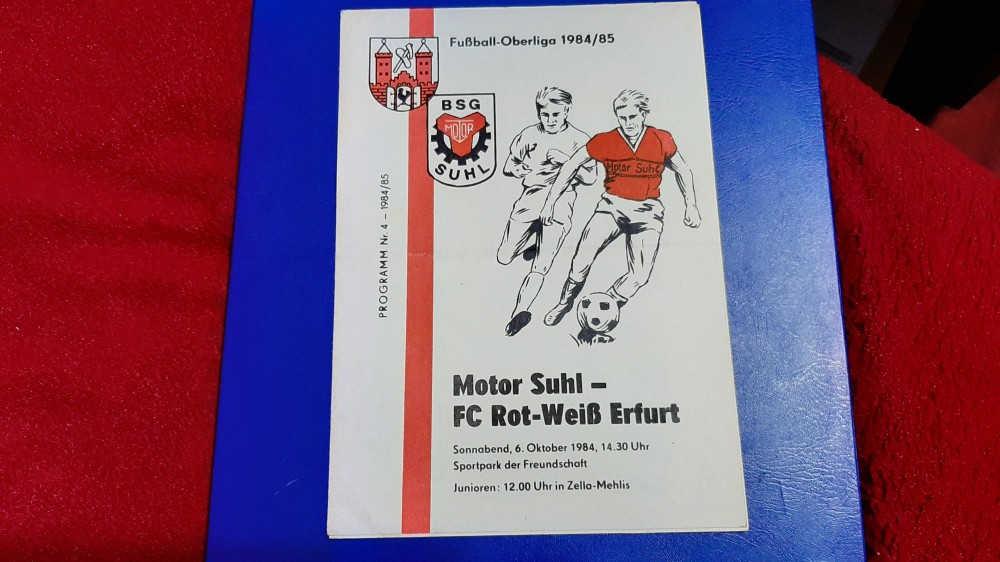 Fußball-Oberliga 1984/85
BSG
MOTOR
SUHL
Motor Suhl
PROGRAMM Nr. 4 – 1984/85
Motor Suhl –
FC Rot-Weiß Erfurt
Sonnabend, 6. Oktober 1984, 14.30 Uhr
Sportpark der Freundschaft
Junioren: 12.00 Uhr in Zella-Mehlis